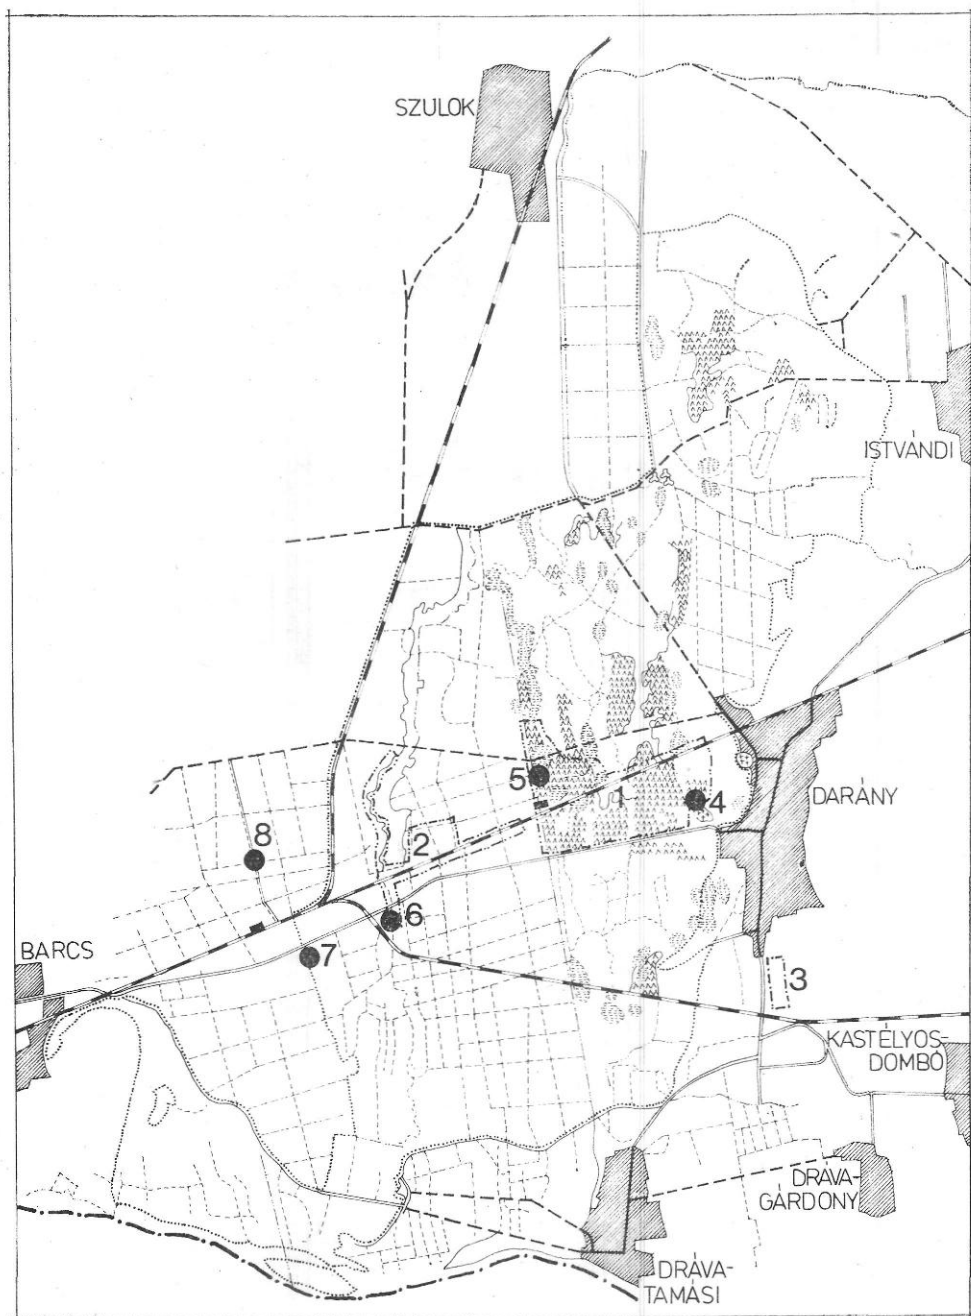 SZULOK
ISTVÁNDI
5
1
4
DARÁNY
2
8
6
7
BARCS
3
KASTÉLYOS-
DOMBÓ
DRÁVA-
GÁRDONY
DRÁVA-
TAMÁSI